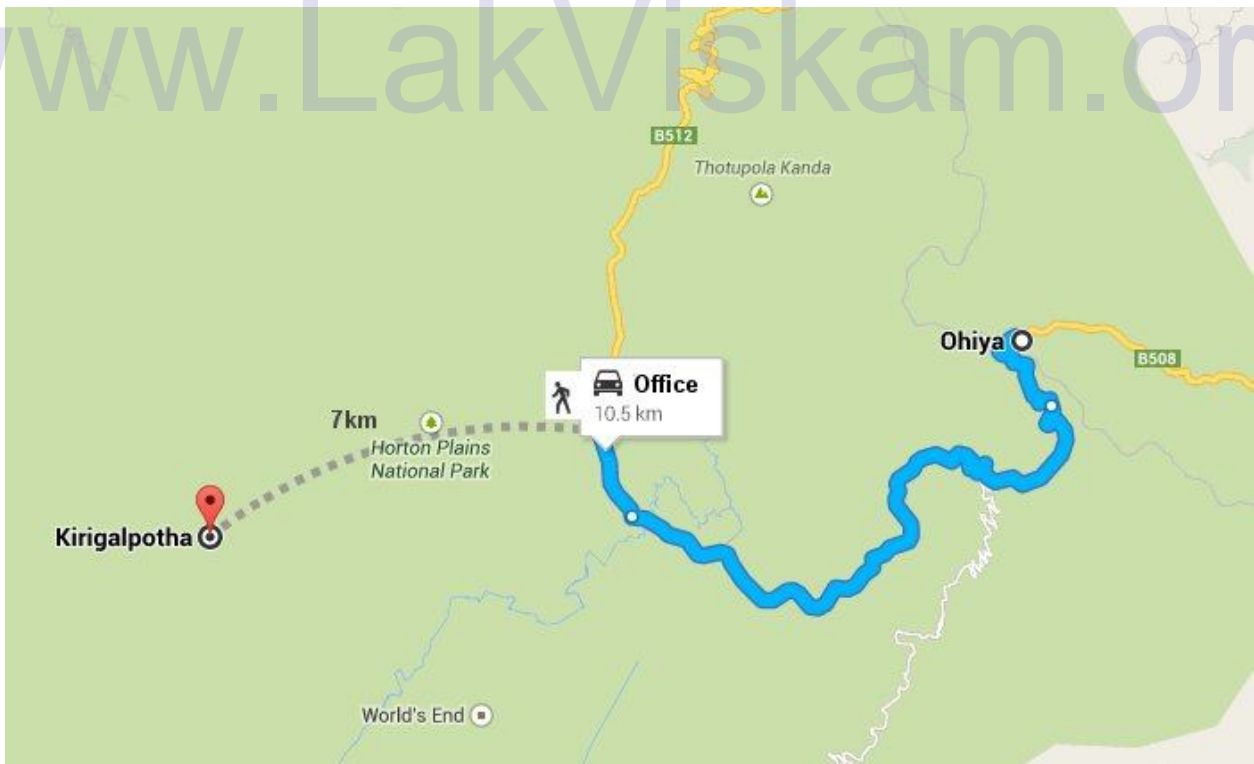 www.LakViskam.or
B512
Thotupola Kanda
Ohiya
B508
Office
10.5 km
7km
Horton Plains
National Park
Kirigalpotha
World's End